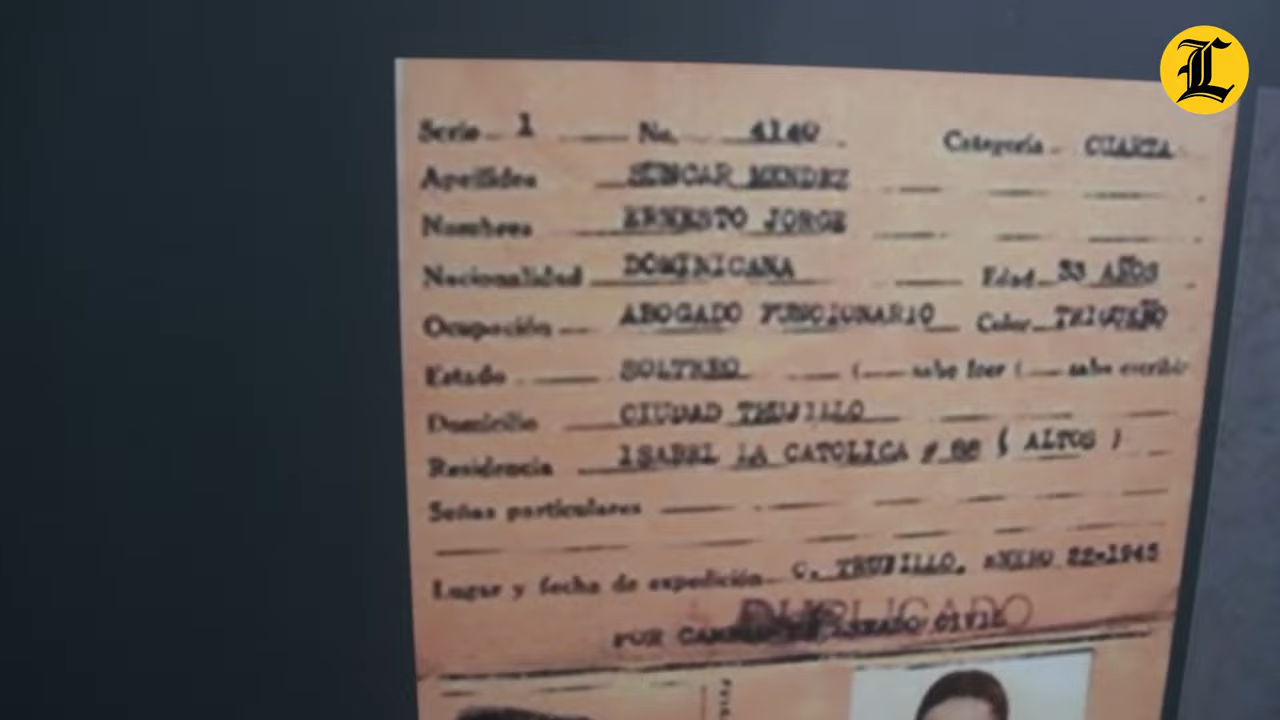 L
Serie 1 No. 4140 Categoría CUARTA
Apellidos SUNCAR MENDEZ
Nombres ERNESTO JORGE
Nacionalidad DOMINICANA Edad 33 AÑOS
Ocupación ABOGADO FUNCIONARIO Color TRIGUEÑO
Estado SOLTERO ( sabe leer ( sabe escribir
Domicilio CIUDAD TRUJILLO
Residencia ISABEL LA CATOLICA # 88 ( ALTOS )
Señas particulares
Lugar y fecha de expedición C. TRUJILLO, ENERO 22-1945
DUPLICADO
POR CAMBIO DE ESTADO CIVIL